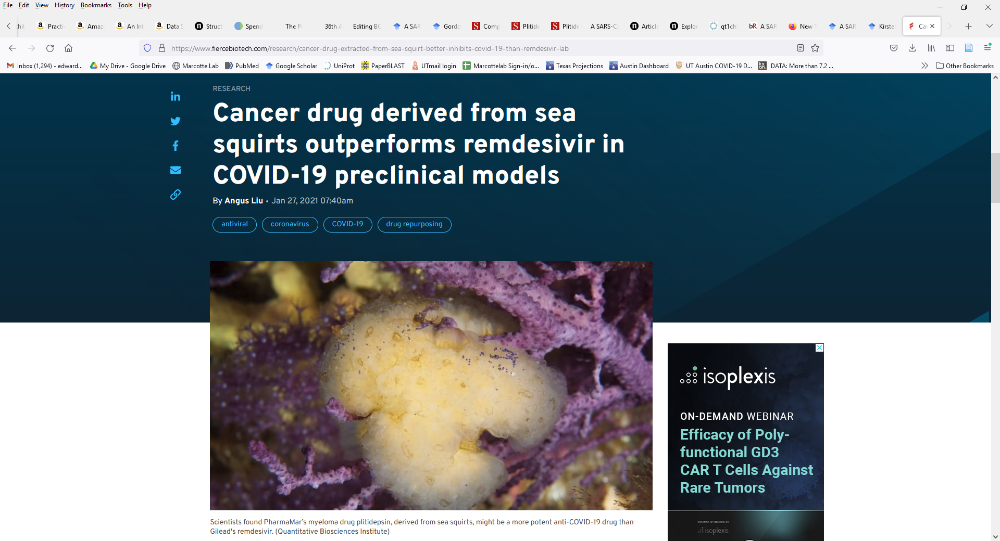 File Edit View History Bookmarks Tools Help
chit
Practi
Amaz
An Int
Data S
Struct
Spend
The P
36th A
Editing BC
A SAR
Gordo
Comp
Plitide
Plitide
A SARS-Co
Article
Explor
qt1ch
bR A SAR
New T
A SAR
Kirste
Car
https://www.fiercebiotech.com/research/cancer-drug-extracted-from-sea-squirt-better-inhibits-covid-19-than-remdesivir-lab
Inbox (1,294) - edward... My Drive - Google Drive Marcotte Lab PubMed Google Scholar UniProt PaperBLAST UTmail login Marcottelab Sign-in/o... Texas Projections Austin Dashboard UT Austin COVID-19 D... DATA: More than 7.2 ... Other Bookmarks
RESEARCH
Cancer drug derived from sea
squirts outperforms remdesivir in
COVID-19 preclinical models
By Angus Liu • Jan 27, 2021 07:40am
antiviral coronavirus COVID-19 drug repurposing
isoplexis
ON-DEMAND WEBINAR
Efficacy of Poly-
functional GD3
CAR T Cells Against
Rare Tumors
WEBINAR SPONSORED BY
isoplexis
Scientists found PharmaMar's myeloma drug plitidepsin, derived from sea squirts, might be a more potent anti-COVID-19 drug than
Gilead's remdesivir. (Quantitative Biosciences Institute)